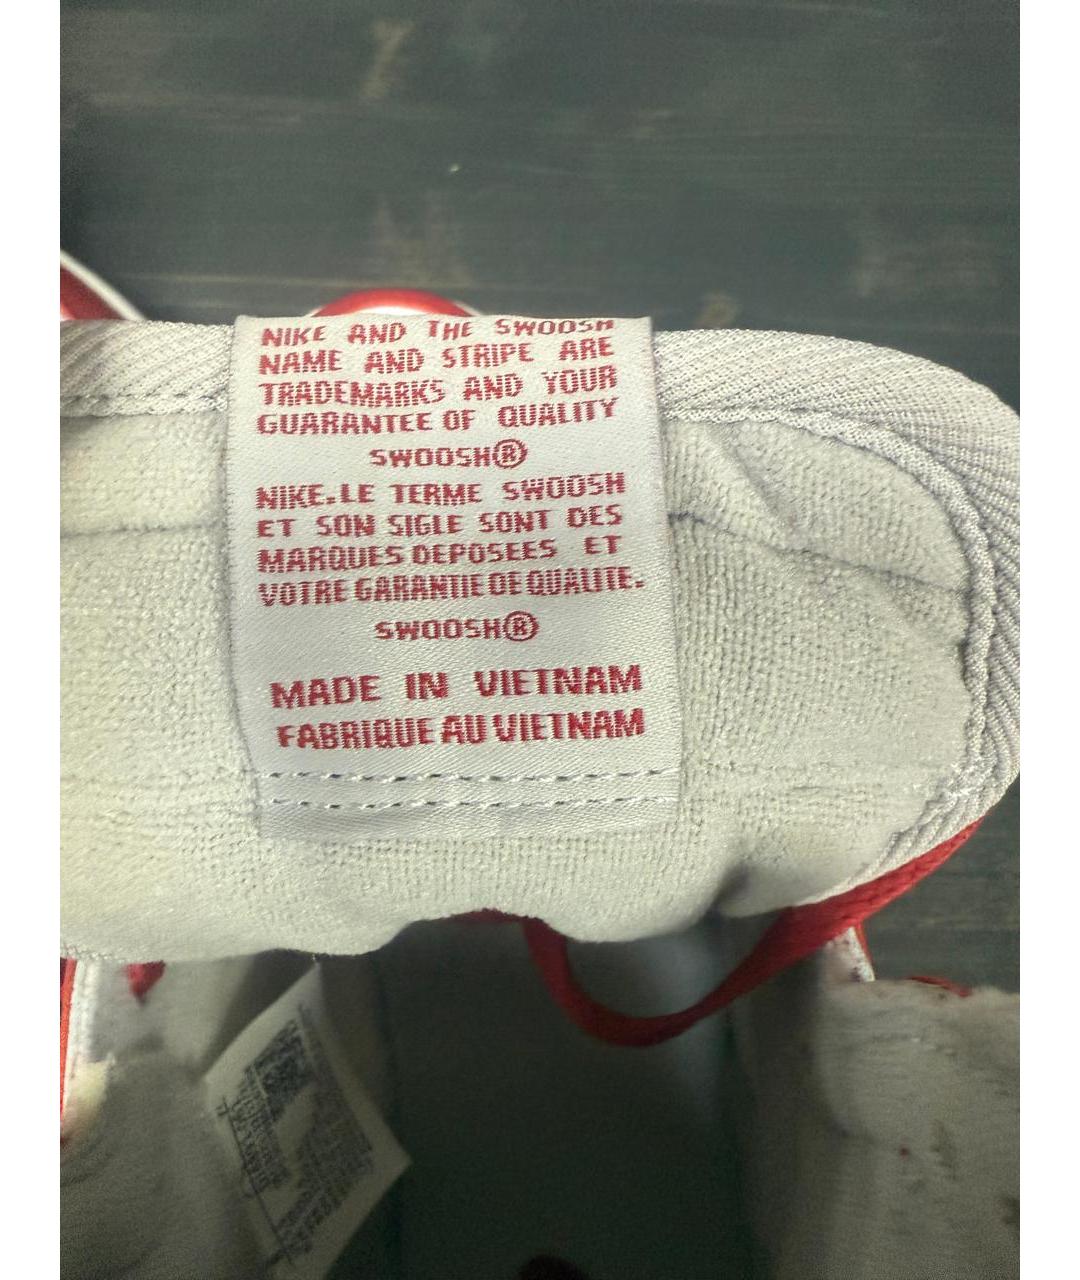 NIKE AND THE SWOOSH
NAME AND STRIPE ARE
TRADEMARKS AND YOUR
GUARANTEE OF QUALITY
SWOOSH®
NIKE.LE TERME SWOOSH
ET SON SIGLE SONT DES
MARQUES DEPOSEES ET
VOTRE GARANTIE DE QUALITE.
SWOOSH®
MADE IN VIETNAM
FABRIQUE AU VIETNAM